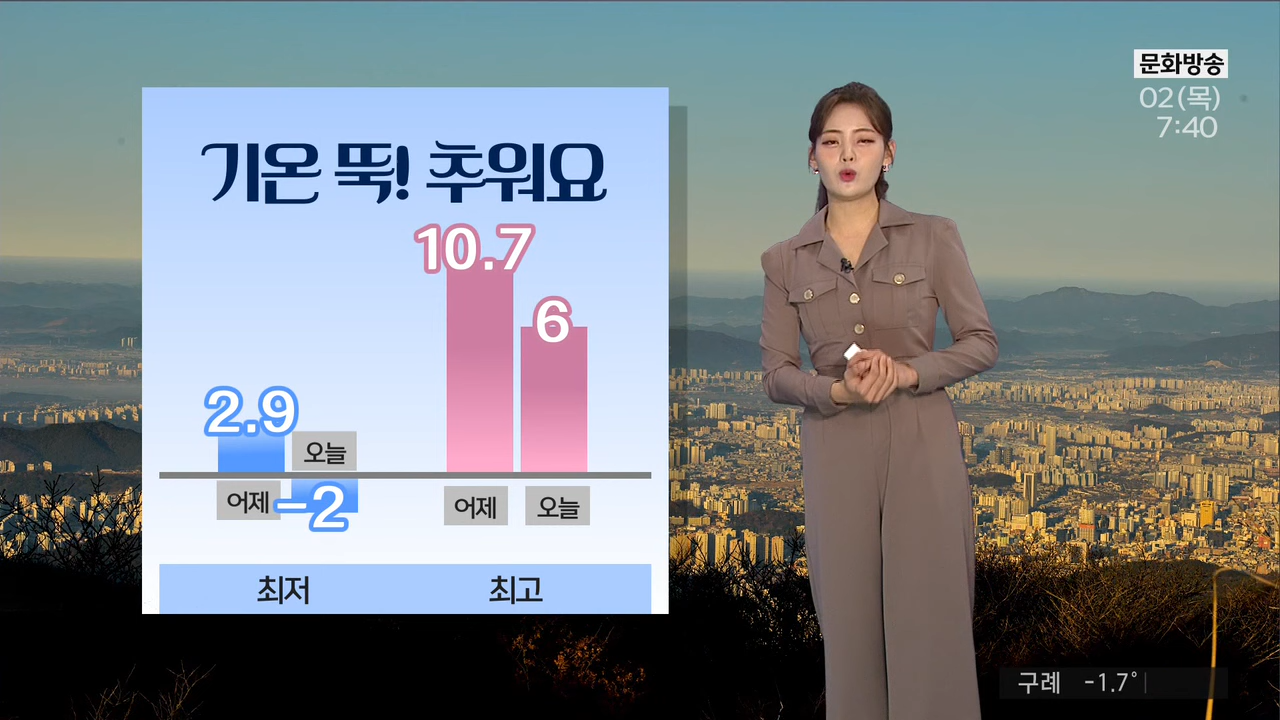 문화방송
02(목)
7:40
기온 뚝! 추워요
10.7
6
2.9
오늘
어제
-2
어제
오늘
최저
최고
구례 -1.7°